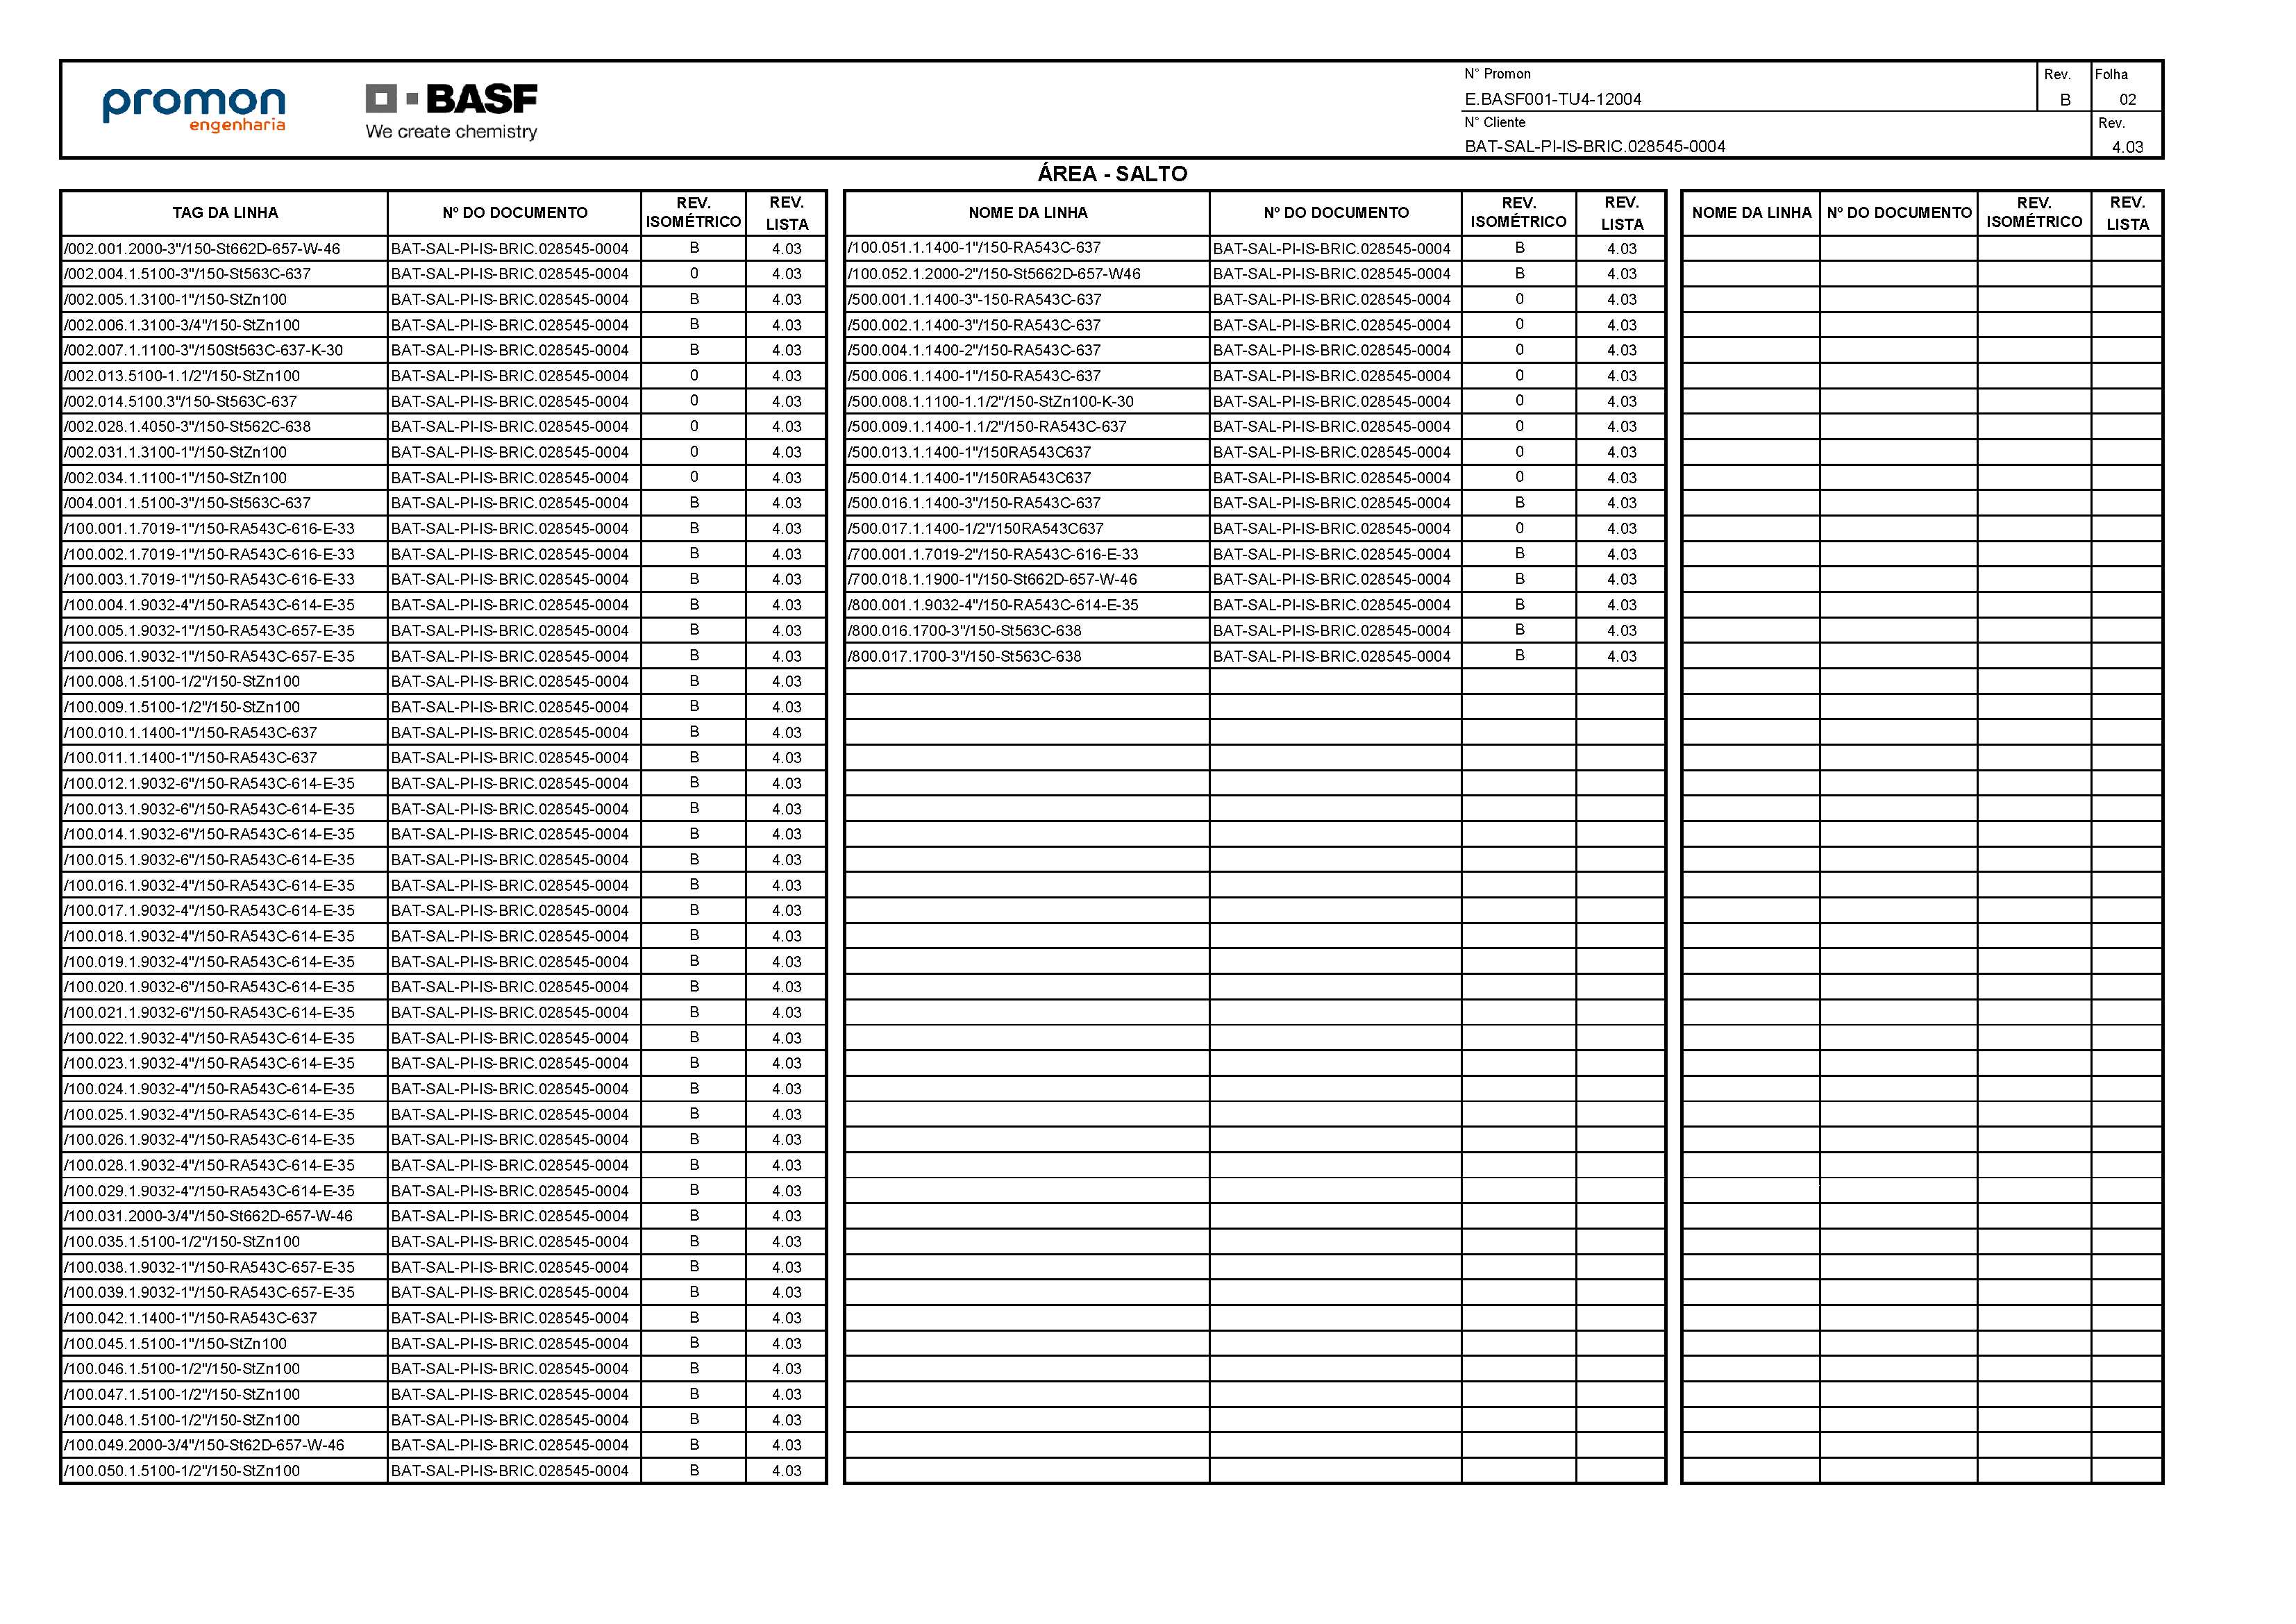 promon
engenharia
BASF
We create chemistry
N° Promon
E.BASF001-TU4-12004
Rev.
B
Folha
02
N° Cliente
BAT-SAL-PI-IS-BRIC.028545-0004
Rev.
4.03
ÁREA - SALTO
TAG DA LINHA Nº DO DOCUMENTO REV. ISOMÉTRICO REV. LISTA
/002.001.2000-3"/150-St662D-657-W-46 BAT-SAL-PI-IS-BRIC.028545-0004 B 4.03
/002.004.1.5100-3"/150-St563C-637 BAT-SAL-PI-IS-BRIC.028545-0004 0 4.03
/002.005.1.3100-1"/150-StZn100 BAT-SAL-PI-IS-BRIC.028545-0004 B 4.03
/002.006.1.3100-3/4"/150-StZn100 BAT-SAL-PI-IS-BRIC.028545-0004 B 4.03
/002.007.1.1100-3"/150St563C-637-K-30 BAT-SAL-PI-IS-BRIC.028545-0004 B 4.03
/002.013.5100-1.1/2"/150-StZn100 BAT-SAL-PI-IS-BRIC.028545-0004 0 4.03
/002.014.5100.3"/150-St563C-637 BAT-SAL-PI-IS-BRIC.028545-0004 0 4.03
/002.028.1.4050-3"/150-St562C-638 BAT-SAL-PI-IS-BRIC.028545-0004 0 4.03
/002.031.1.3100-1"/150-StZn100 BAT-SAL-PI-IS-BRIC.028545-0004 0 4.03
/002.034.1.1100-1"/150-StZn100 BAT-SAL-PI-IS-BRIC.028545-0004 0 4.03
/004.001.1.5100-3"/150-St563C-637 BAT-SAL-PI-IS-BRIC.028545-0004 B 4.03
/100.001.1.7019-1"/150-RA543C-616-E-33 BAT-SAL-PI-IS-BRIC.028545-0004 B 4.03
/100.002.1.7019-1"/150-RA543C-616-E-33 BAT-SAL-PI-IS-BRIC.028545-0004 B 4.03
/100.003.1.7019-1"/150-RA543C-616-E-33 BAT-SAL-PI-IS-BRIC.028545-0004 B 4.03
/100.004.1.9032-4"/150-RA543C-614-E-35 BAT-SAL-PI-IS-BRIC.028545-0004 B 4.03
/100.005.1.9032-1"/150-RA543C-657-E-35 BAT-SAL-PI-IS-BRIC.028545-0004 B 4.03
/100.006.1.9032-1"/150-RA543C-657-E-35 BAT-SAL-PI-IS-BRIC.028545-0004 B 4.03
/100.008.1.5100-1/2"/150-StZn100 BAT-SAL-PI-IS-BRIC.028545-0004 B 4.03
/100.009.1.5100-1/2"/150-StZn100 BAT-SAL-PI-IS-BRIC.028545-0004 B 4.03
/100.010.1.1400-1"/150-RA543C-637 BAT-SAL-PI-IS-BRIC.028545-0004 B 4.03
/100.011.1.1400-1"/150-RA543C-637 BAT-SAL-PI-IS-BRIC.028545-0004 B 4.03
/100.012.1.9032-6"/150-RA543C-614-E-35 BAT-SAL-PI-IS-BRIC.028545-0004 B 4.03
/100.013.1.9032-6"/150-RA543C-614-E-35 BAT-SAL-PI-IS-BRIC.028545-0004 B 4.03
/100.014.1.9032-6"/150-RA543C-614-E-35 BAT-SAL-PI-IS-BRIC.028545-0004 B 4.03
/100.015.1.9032-6"/150-RA543C-614-E-35 BAT-SAL-PI-IS-BRIC.028545-0004 B 4.03
/100.016.1.9032-4"/150-RA543C-614-E-35 BAT-SAL-PI-IS-BRIC.028545-0004 B 4.03
/100.017.1.9032-4"/150-RA543C-614-E-35 BAT-SAL-PI-IS-BRIC.028545-0004 B 4.03
/100.018.1.9032-4"/150-RA543C-614-E-35 BAT-SAL-PI-IS-BRIC.028545-0004 B 4.03
/100.019.1.9032-4"/150-RA543C-614-E-35 BAT-SAL-PI-IS-BRIC.028545-0004 B 4.03
/100.020.1.9032-6"/150-RA543C-614-E-35 BAT-SAL-PI-IS-BRIC.028545-0004 B 4.03
/100.021.1.9032-6"/150-RA543C-614-E-35 BAT-SAL-PI-IS-BRIC.028545-0004 B 4.03
/100.022.1.9032-4"/150-RA543C-614-E-35 BAT-SAL-PI-IS-BRIC.028545-0004 B 4.03
/100.023.1.9032-4"/150-RA543C-614-E-35 BAT-SAL-PI-IS-BRIC.028545-0004 B 4.03
/100.024.1.9032-4"/150-RA543C-614-E-35 BAT-SAL-PI-IS-BRIC.028545-0004 B 4.03
/100.025.1.9032-4"/150-RA543C-614-E-35 BAT-SAL-PI-IS-BRIC.028545-0004 B 4.03
/100.026.1.9032-4"/150-RA543C-614-E-35 BAT-SAL-PI-IS-BRIC.028545-0004 B 4.03
/100.028.1.9032-4"/150-RA543C-614-E-35 BAT-SAL-PI-IS-BRIC.028545-0004 B 4.03
/100.029.1.9032-4"/150-RA543C-614-E-35 BAT-SAL-PI-IS-BRIC.028545-0004 B 4.03
/100.031.2000-3/4"/150-St662D-657-W-46 BAT-SAL-PI-IS-BRIC.028545-0004 B 4.03
/100.035.1.5100-1/2"/150-StZn100 BAT-SAL-PI-IS-BRIC.028545-0004 B 4.03
/100.038.1.9032-1"/150-RA543C-657-E-35 BAT-SAL-PI-IS-BRIC.028545-0004 B 4.03
/100.039.1.9032-1"/150-RA543C-657-E-35 BAT-SAL-PI-IS-BRIC.028545-0004 B 4.03
/100.042.1.1400-1"/150-RA543C-637 BAT-SAL-PI-IS-BRIC.028545-0004 B 4.03
/100.045.1.5100-1"/150-StZn100 BAT-SAL-PI-IS-BRIC.028545-0004 B 4.03
/100.046.1.5100-1/2"/150-StZn100 BAT-SAL-PI-IS-BRIC.028545-0004 B 4.03
/100.047.1.5100-1/2"/150-StZn100 BAT-SAL-PI-IS-BRIC.028545-0004 B 4.03
/100.048.1.5100-1/2"/150-StZn100 BAT-SAL-PI-IS-BRIC.028545-0004 B 4.03
/100.049.2000-3/4"/150-St62D-657-W-46 BAT-SAL-PI-IS-BRIC.028545-0004 B 4.03
/100.050.1.5100-1/2"/150-StZn100 BAT-SAL-PI-IS-BRIC.028545-0004 B 4.03
NOME DA LINHA Nº DO DOCUMENTO REV. ISOMÉTRICO REV. LISTA
/100.051.1.1400-1"/150-RA543C-637 BAT-SAL-PI-IS-BRIC.028545-0004 B 4.03
/100.052.1.2000-2"/150-St5662D-657-W46 BAT-SAL-PI-IS-BRIC.028545-0004 B 4.03
/500.001.1.1400-3"-150-RA543C-637 BAT-SAL-PI-IS-BRIC.028545-0004 0 4.03
/500.002.1.1400-3"/150-RA543C-637 BAT-SAL-PI-IS-BRIC.028545-0004 0 4.03
/500.004.1.1400-2"/150-RA543C-637 BAT-SAL-PI-IS-BRIC.028545-0004 0 4.03
/500.006.1.1400-1"/150-RA543C-637 BAT-SAL-PI-IS-BRIC.028545-0004 0 4.03
/500.008.1.1100-1.1/2"/150-StZn100-K-30 BAT-SAL-PI-IS-BRIC.028545-0004 0 4.03
/500.009.1.1400-1.1/2"/150-RA543C-637 BAT-SAL-PI-IS-BRIC.028545-0004 0 4.03
/500.013.1.1400-1"/150RA543C637 BAT-SAL-PI-IS-BRIC.028545-0004 0 4.03
/500.014.1.1400-1"/150RA543C637 BAT-SAL-PI-IS-BRIC.028545-0004 0 4.03
/500.016.1.1400-3"/150-RA543C-637 BAT-SAL-PI-IS-BRIC.028545-0004 B 4.03
/500.017.1.1400-1/2"/150RA543C637 BAT-SAL-PI-IS-BRIC.028545-0004 0 4.03
/700.001.1.7019-2"/150-RA543C-616-E-33 BAT-SAL-PI-IS-BRIC.028545-0004 B 4.03
/700.018.1.1900-1"/150-St662D-657-W-46 BAT-SAL-PI-IS-BRIC.028545-0004 B 4.03
/800.001.1.9032-4"/150-RA543C-614-E-35 BAT-SAL-PI-IS-BRIC.028545-0004 B 4.03
/800.016.1700-3"/150-St563C-638 BAT-SAL-PI-IS-BRIC.028545-0004 B 4.03
/800.017.1700-3"/150-St563C-638 BAT-SAL-PI-IS-BRIC.028545-0004 B 4.03
NOME DA LINHA Nº DO DOCUMENTO REV. ISOMÉTRICO REV. LISTA